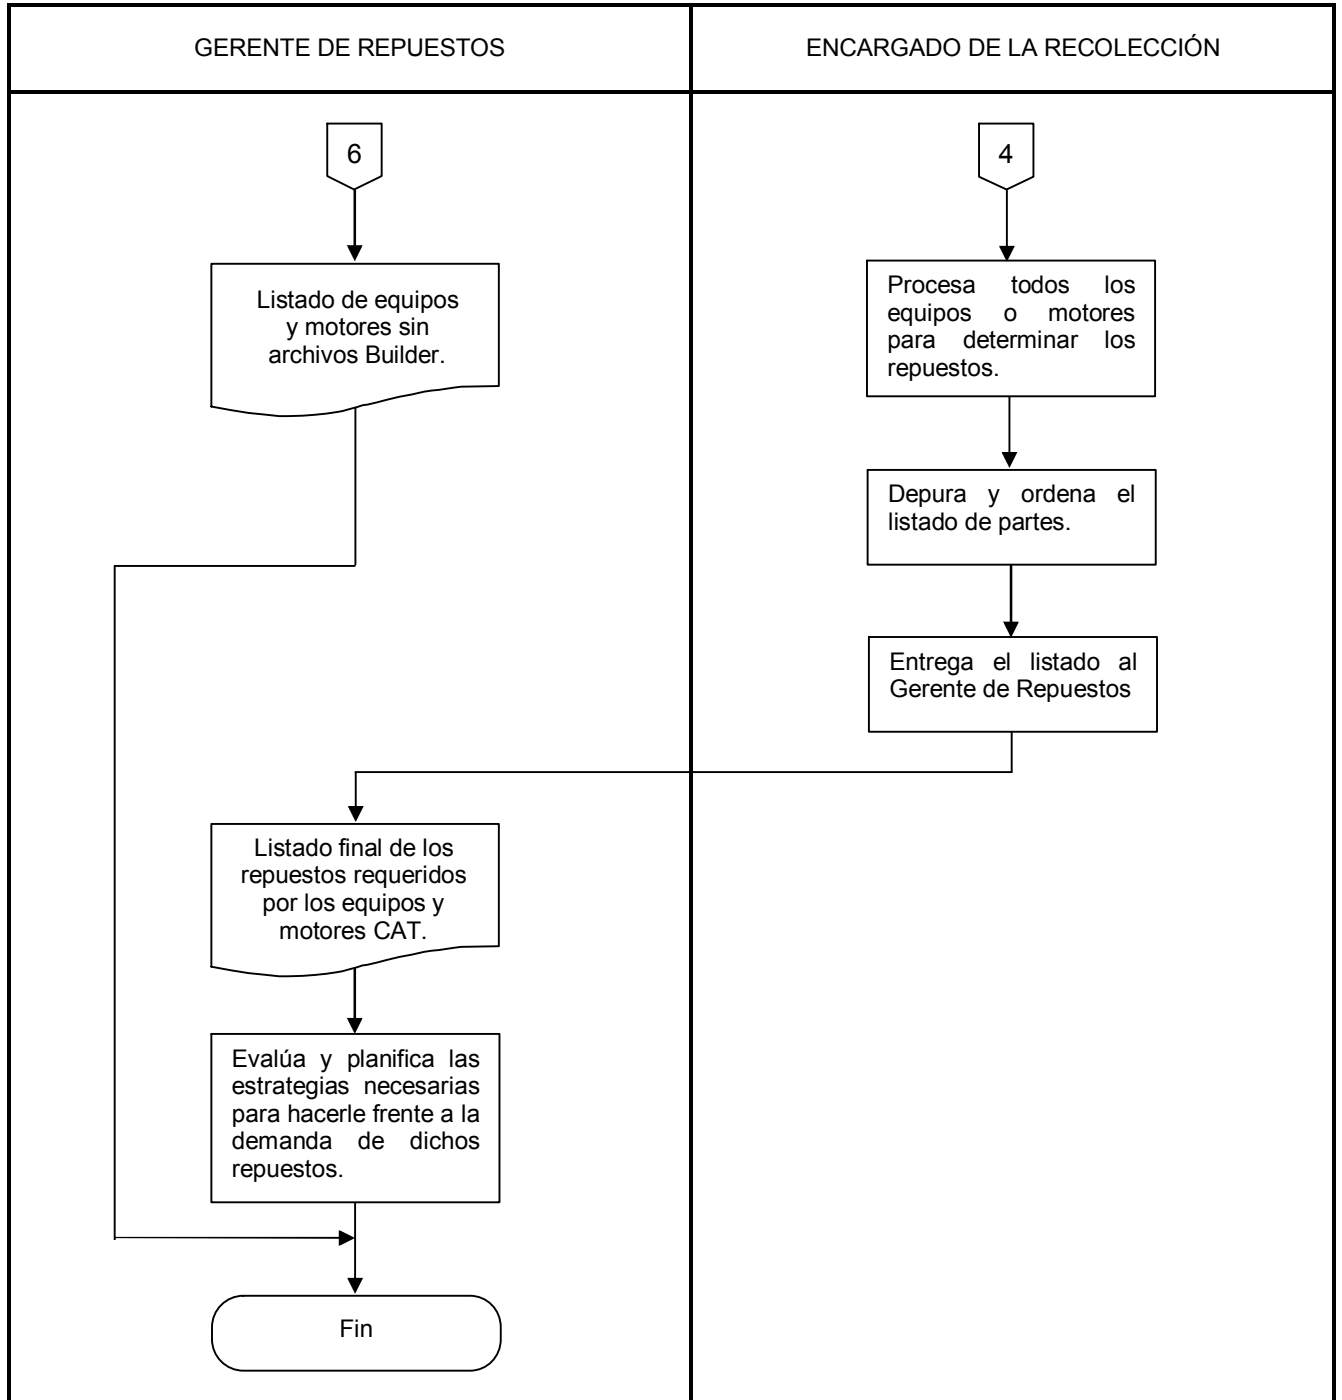 GERENTE DE REPUESTOS
ENCARGADO DE LA RECOLECCIÓN
6
Listado de equipos
y motores sin
archivos Builder.
4
Procesa todos los
equipos o motores
para determinar los
repuestos.
Depura y ordena el
listado de partes.
Entrega el listado al
Gerente de Repuestos
Listado final de los
repuestos requeridos
por los equipos y
motores CAT.
Evalúa y planifica las
estrategias necesarias
para hacerle frente a la
demanda de dichos
repuestos.
Fin